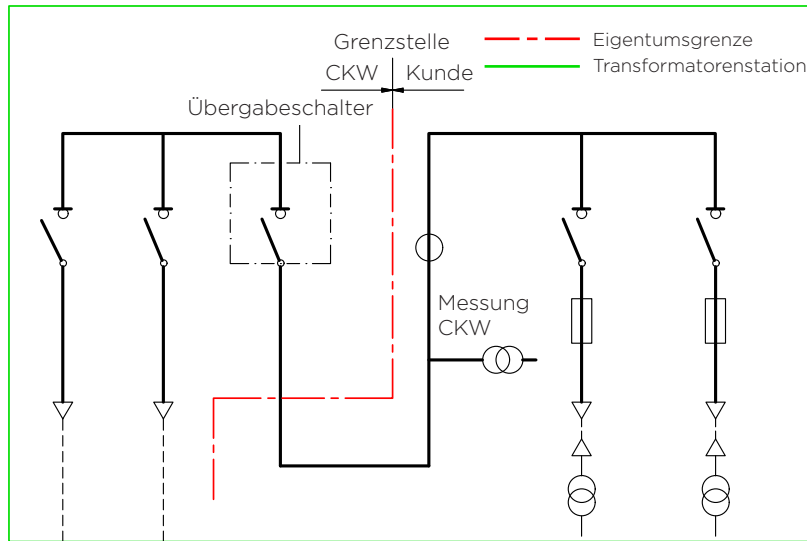 Grenzstelle
CKW Kunde
Eigentumsgrenze
Transformatorenstation
Übergabeschalter
Messung
CKW